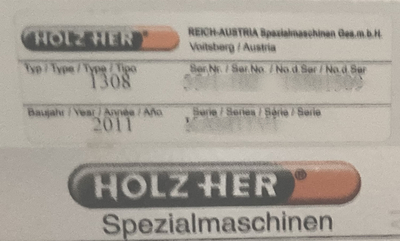 HOLZ HER® REICH-AUSTRIA Spezialmaschinen Ges.m.b.H.
Voitsberg / Austria
Typ / Type / Type / Tipo Ser.Nr. / Ser.No. / No.d Ser / No.d Ser
1308
Baujahr / Year / Année / Año Serie / Series / Série / Serie
2011
HOLZ HER®
Spezialmaschinen